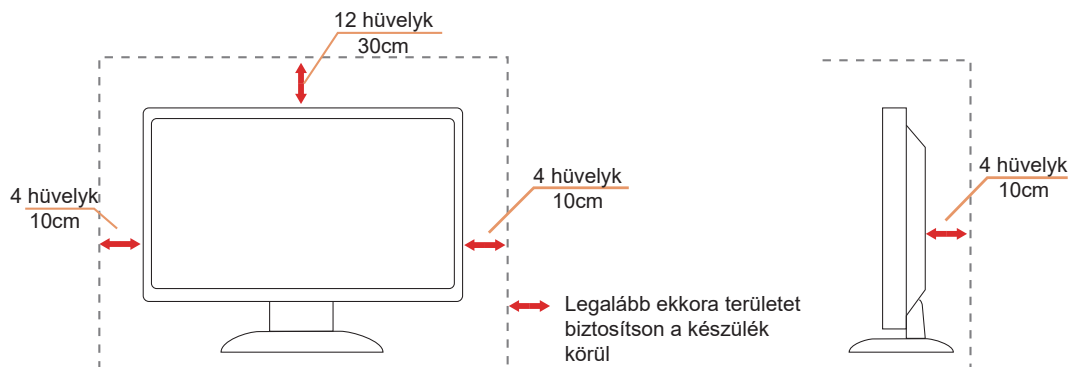 12 hüvelyk
30cm
4 hüvelyk
10cm
4 hüvelyk
10cm
4 hüvelyk
10cm
Legalább ekkora területet
biztosítson a készülék
körül